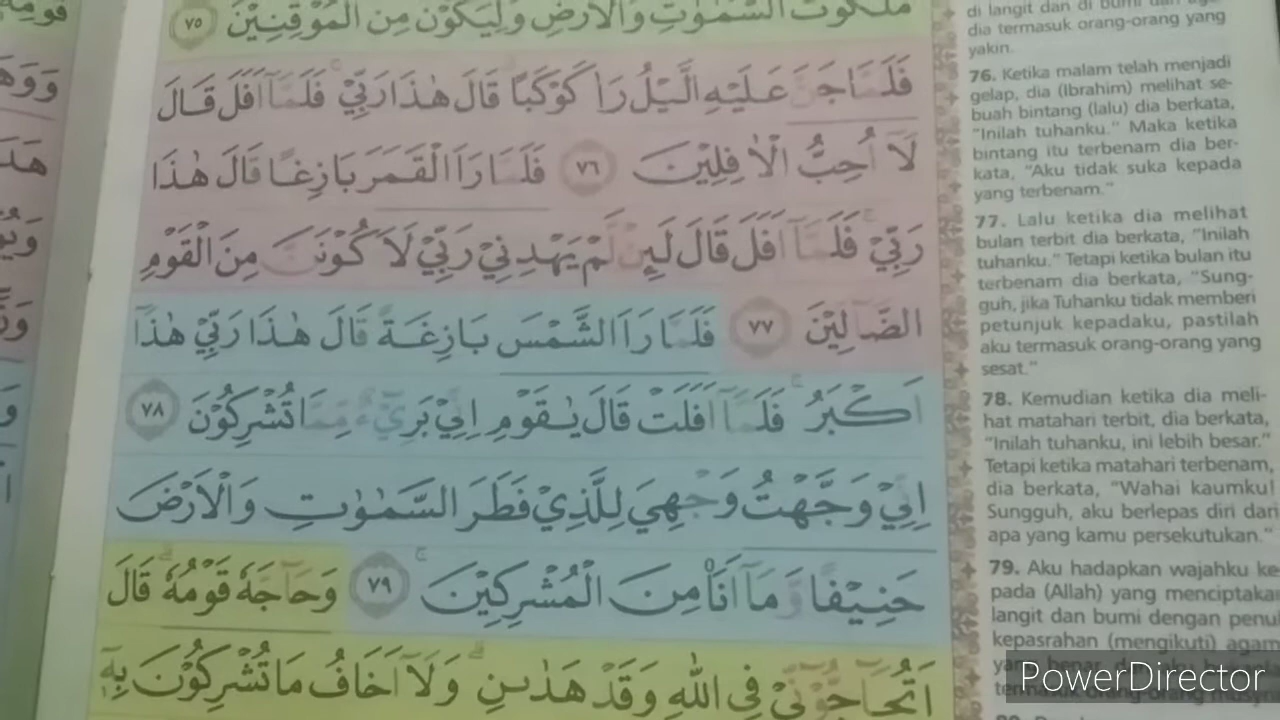 مَلَكُوْتَ السَّمٰوٰتِ وَالْاَرْضِ وَلِيَكُوْنَ مِنَ الْمُوْقِنِيْنَ ٧٥
فَلَمَّا جَنَّ عَلَيْهِ الَّيْلُ رَاٰ كَوْكَبًا قَالَ هٰذَا رَبِّيْۚ فَلَمَّآ اَفَلَ قَالَ
لَآ اُحِبُّ الْاٰفِلِيْنَ ٧٦ فَلَمَّا رَاَ الْقَمَرَ بَازِغًا قَالَ هٰذَا
رَبِّيْۚ فَلَمَّآ اَفَلَ قَالَ لَىِٕنْ لَّمْ يَهْدِنِيْ رَبِّيْ لَاَكُوْنَنَّ مِنَ الْقَوْمِ
الضَّاۤلِّيْنَ ٧٧ فَلَمَّا رَاَ الشَّمْسَ بَازِغَةً قَالَ هٰذَا رَبِّيْ هٰذَآ
اَكْبَرُۚ فَلَمَّآ اَفَلَتْ قَالَ يٰقَوْمِ اِنِّيْ بَرِيْۤءٌ مِّمَّا تُشْرِكُوْنَ ٧٨
اِنِّيْ وَجَّهْتُ وَجْهِيَ لِلَّذِيْ فَطَرَ السَّمٰوٰتِ وَالْاَرْضَ
حَنِيْفًا وَّمَآ اَنَا۠ مِنَ الْمُشْرِكِيْنَۚ ٧٩ وَحَاۤجَّهٗ قَوْمُهٗۗ قَالَ
اَتُحَاۤجُّوْۤنِّيْ فِى اللّٰهِ وَقَدْ هَدٰىنِۗ وَلَآ اَخَافُ مَا تُشْرِكُوْنَ بِهٖٓ
di langit dan di bumi dan
dia termasuk orang-orang yang
yakin.
76. Ketika malam telah menjadi
gelap, dia (Ibrahim) melihat se-
buah bintang (lalu) dia berkata,
"Inilah tuhanku." Maka ketika
bintang itu terbenam dia ber-
kata, "Aku tidak suka kepada
yang terbenam."
77. Lalu ketika dia melihat
bulan terbit dia berkata, "Inilah
tuhanku." Tetapi ketika bulan itu
terbenam dia berkata, "Sung-
guh, jika Tuhanku tidak memberi
petunjuk kepadaku, pastilah
aku termasuk orang-orang yang
sesat."
78. Kemudian ketika dia meli-
hat matahari terbit, dia berkata,
"Inilah tuhanku, ini lebih besar."
Tetapi ketika matahari terbenam,
dia berkata, "Wahai kaumku!
Sungguh, aku berlepas diri dari
apa yang kamu persekutukan."
79. Aku hadapkan wajahku ke-
pada (Allah) yang menciptakan
langit dan bumi dengan penuh
kepasrahan (mengikuti) agama
PowerDirector